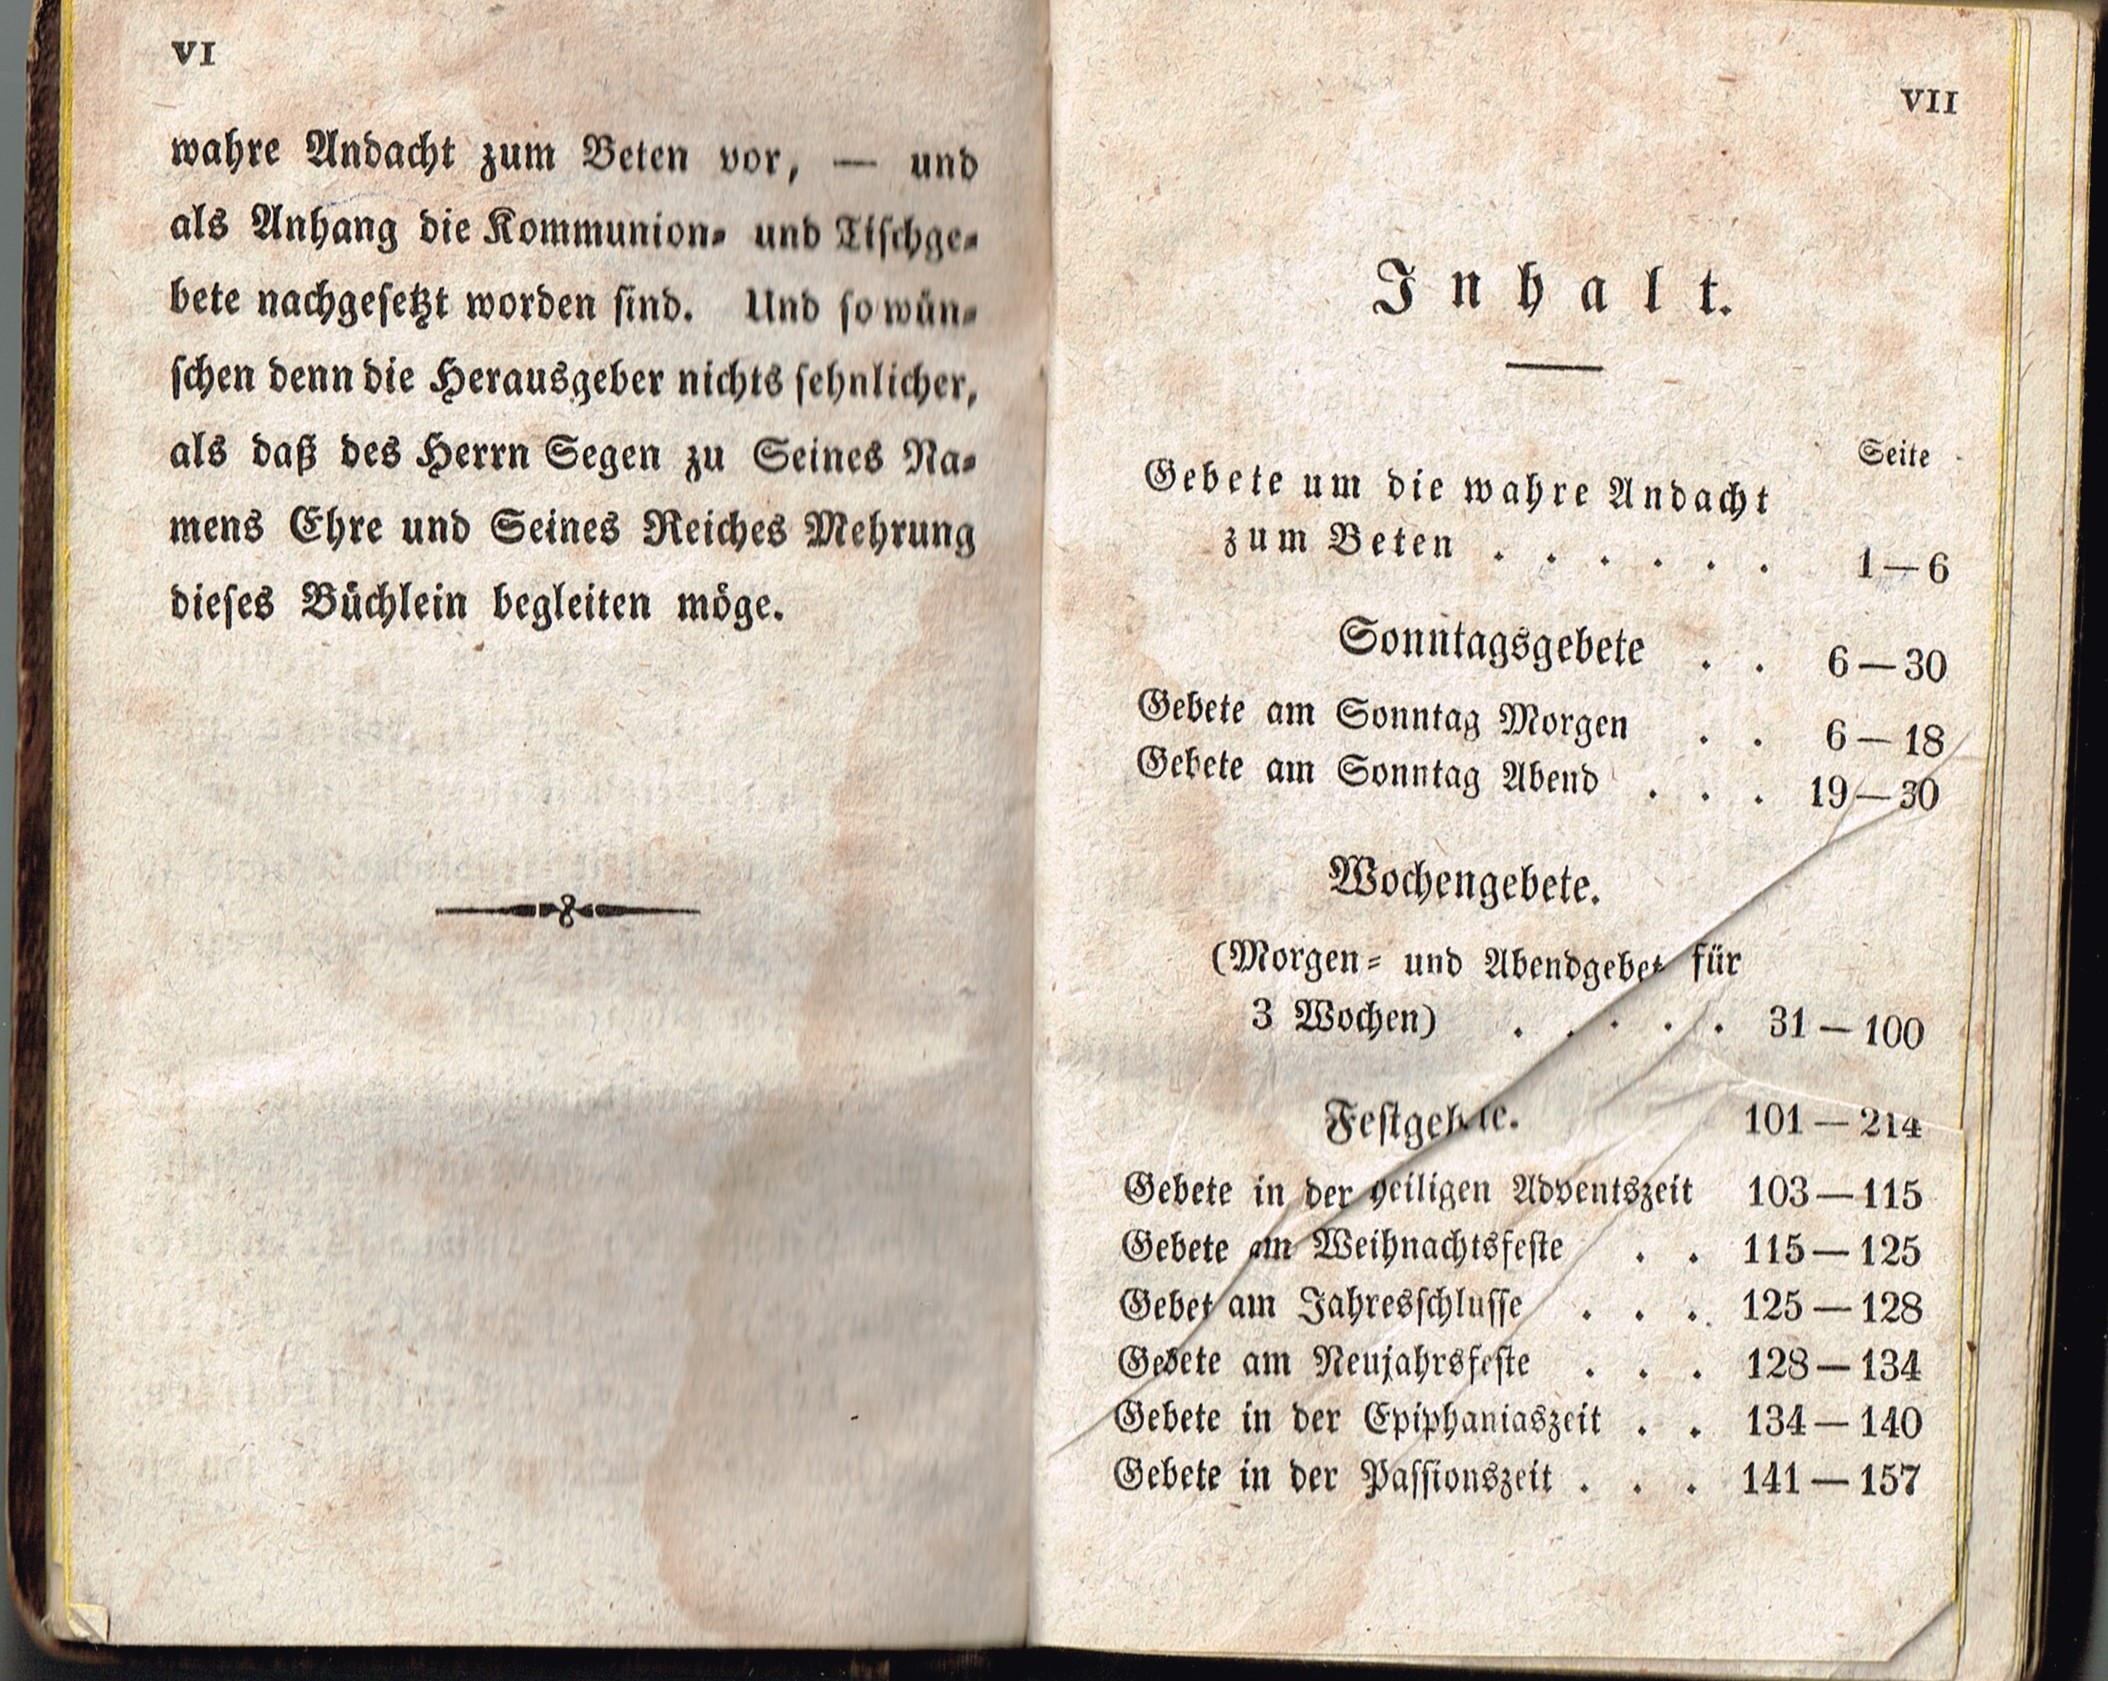 VI
wahre Andacht zum Beten vor, — und
als Anhang die Kommunion- und Tischge-
bete nachgesetzt worden sind. Und so wün-
schen denn die Herausgeber nichts sehnlicher,
als daß des Herrn Segen zu Seines Na-
mens Ehre und Seines Reiches Mehrung
dieses Büchlein begleiten möge.
VII
Inhalt.
Seite
Gebete um die wahre Andacht
zum Beten . . . . . . 1—6
Sonntagsgebete . . 6—30
Gebete am Sonntag Morgen . . 6—18
Gebete am Sonntag Abend . . . 19—30
Wochengebete.
(Morgen- und Abendgebet für
3 Wochen) . . . . . 31—100
Festgebete. 101—214
Gebete in der heiligen Adventszeit 103—115
Gebete am Weihnachtsfeste . . 115—125
Gebet am Jahresschlusse . . . 125—128
Gebete am Neujahrsfeste . . . 128—134
Gebete in der Epiphaniaszeit . . 134—140
Gebete in der Passionszeit . . . 141—157